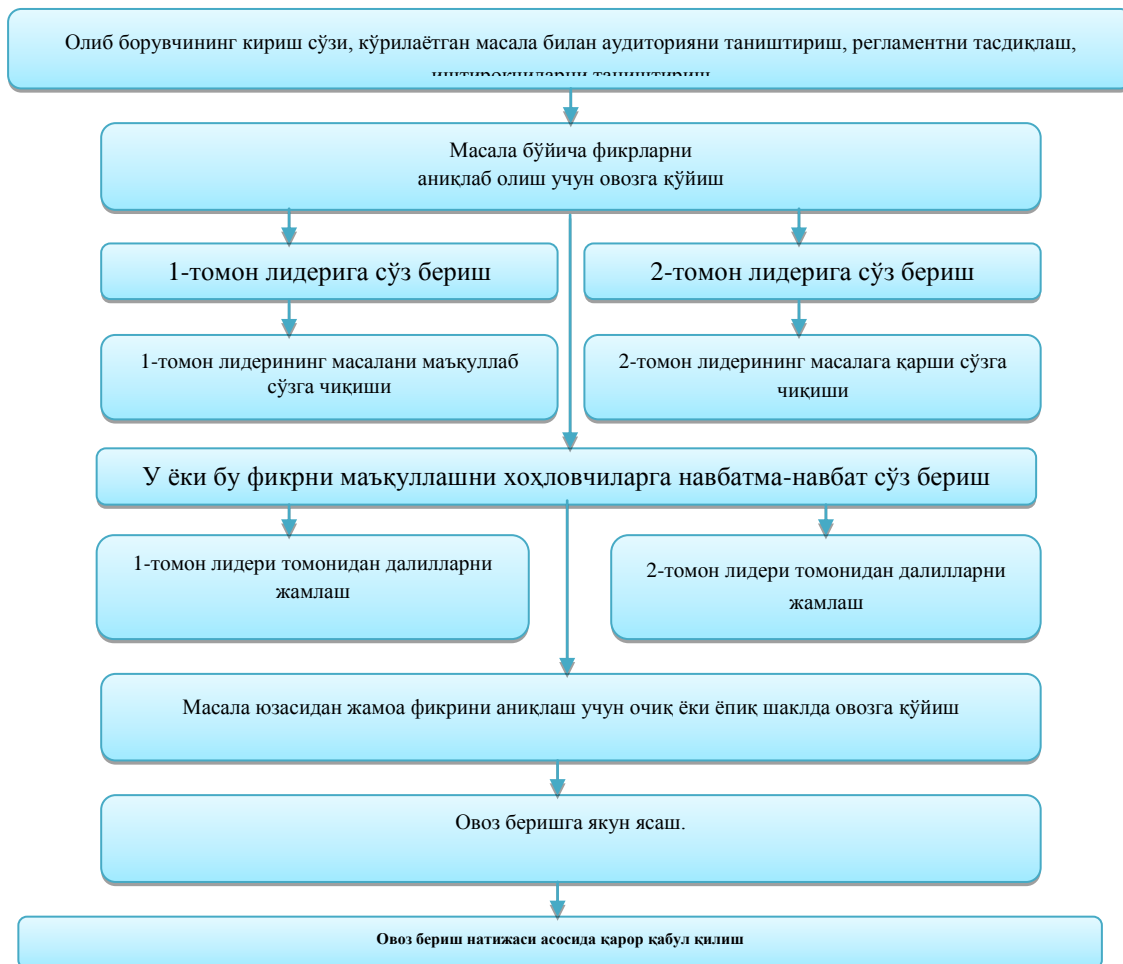 Олиб борувчининг кириш сўзи, кўрилаётган масала билан аудиторияни таништириш, регламентни тасдиқлаш,
иштирокчиларни таништириш
Масала бўйича фикрларни
аниқлаб олиш учун овозга қўйиш
1-томон лидерига сўз бериш
2-томон лидерига сўз бериш
1-томон лидерининг масалани маъқуллаб
сўзга чиқиши
2-томон лидерининг масалага қарши сўзга
чиқиши
У ёки бу фикрни маъқуллашни хоҳловчиларга навбатма-навбат сўз бериш
1-томон лидери томонидан далилларни
жамлаш
2-томон лидери томонидан далилларни
жамлаш
Масала юзасидан жамоа фикрини аниқлаш учун очиқ ёки ёпиқ шаклда овозга қўйиш
Овоз беришга якун ясаш.
Овоз бериш натижаси асосида қарор қабул қилиш